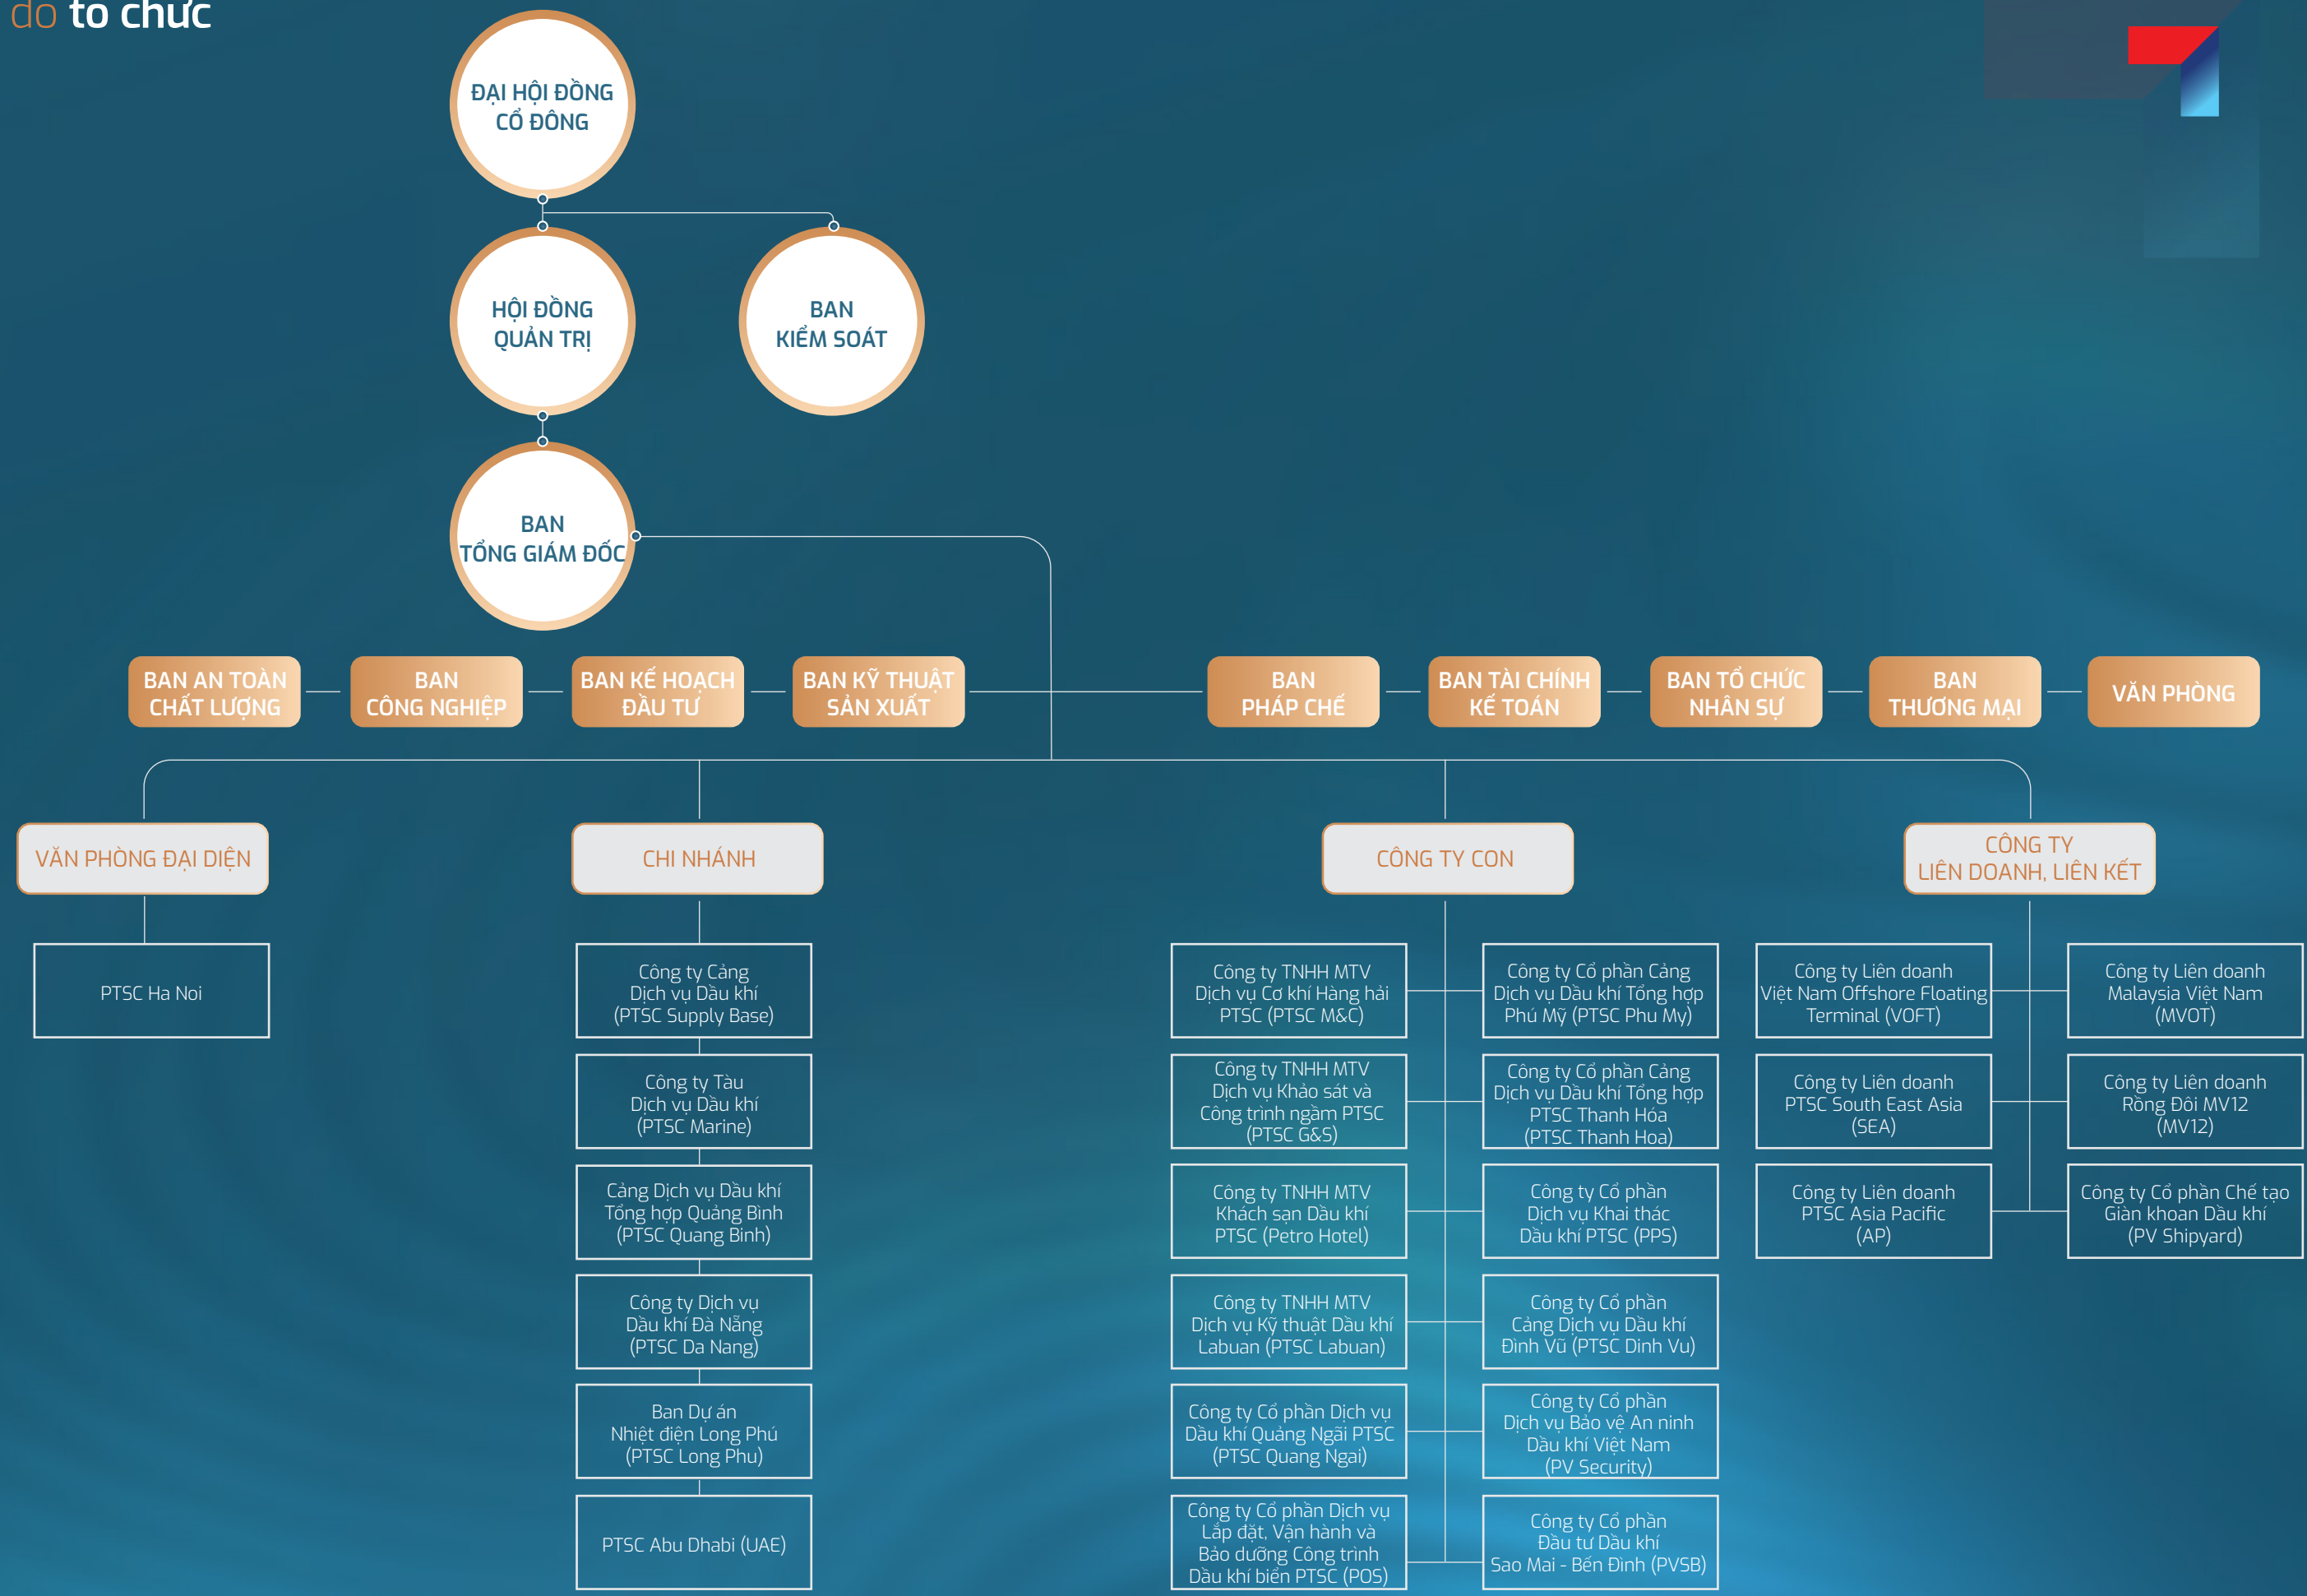 đồ tổ chức
ĐẠI HỘI ĐỒNG
CỔ ĐÔNG
HỘI ĐỒNG
QUẢN TRỊ
BAN
KIỂM SOÁT
BAN
TỔNG GIÁM ĐỐC
BAN AN TOÀN
CHẤT LƯỢNG
BAN
CÔNG NGHIỆP
BAN KẾ HOẠCH
ĐẦU TƯ
BAN KỸ THUẬT
SẢN XUẤT
BAN
PHÁP CHẾ
BAN TÀI CHÍNH
KẾ TOÁN
BAN TỔ CHỨC
NHÂN SỰ
BAN
THƯƠNG MẠI
VĂN PHÒNG
VĂN PHÒNG ĐẠI DIỆN
CHI NHÁNH
CÔNG TY CON
CÔNG TY
LIÊN DOANH, LIÊN KẾT
PTSC Ha Noi
Công ty Cảng
Dịch vụ Dầu khí
(PTSC Supply Base)
Công ty Tàu
Dịch vụ Dầu khí
(PTSC Marine)
Cảng Dịch vụ Dầu khí
Tổng hợp Quảng Bình
(PTSC Quang Binh)
Công ty Dịch vụ
Dầu khí Đà Nẵng
(PTSC Da Nang)
Ban Dự án
Nhiệt điện Long Phú
(PTSC Long Phu)
PTSC Abu Dhabi (UAE)
Công ty TNHH MTV
Dịch vụ Cơ khí Hàng hải
PTSC (PTSC M&C)
Công ty TNHH MTV
Dịch vụ Khảo sát và
Công trình ngầm PTSC
(PTSC G&S)
Công ty TNHH MTV
Khách sạn Dầu khí
PTSC (Petro Hotel)
Công ty TNHH MTV
Dịch vụ Kỹ thuật Dầu khí
Labuan (PTSC Labuan)
Công ty Cổ phần Dịch vụ
Dầu khí Quảng Ngãi PTSC
(PTSC Quang Ngai)
Công ty Cổ phần Dịch vụ
Lắp đặt, Vận hành và
Bảo dưỡng Công trình
Dầu khí biển PTSC (POS)
Công ty Cổ phần Cảng
Dịch vụ Dầu khí Tổng hợp
Phú Mỹ (PTSC Phu My)
Công ty Cổ phần Cảng
Dịch vụ Dầu khí Tổng hợp
PTSC Thanh Hóa
(PTSC Thanh Hoa)
Công ty Cổ phần
Dịch vụ Khai thác
Dầu khí PTSC (PPS)
Công ty Cổ phần
Cảng Dịch vụ Dầu khí
Đình Vũ (PTSC Dinh Vu)
Công ty Cổ phần
Dịch vụ Bảo vệ An ninh
Dầu khí Việt Nam
(PV Security)
Công ty Cổ phần
Đầu tư Dầu khí
Sao Mai - Bến Đình (PVSB)
Công ty Liên doanh
Việt Nam Offshore Floating
Terminal (VOFT)
Công ty Liên doanh
PTSC South East Asia
(SEA)
Công ty Liên doanh
PTSC Asia Pacific
(AP)
Công ty Liên doanh
Malaysia Việt Nam
(MVOT)
Công ty Liên doanh
Rồng Đôi MV12
(MV12)
Công ty Cổ phần Chế tạo
Giàn khoan Dầu khí
(PV Shipyard)